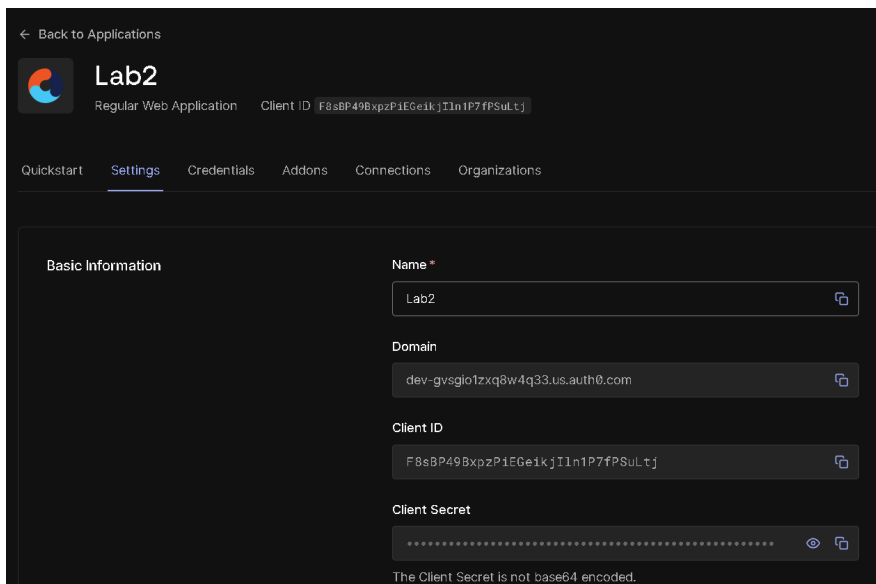 ← Back to Applications
Lab2
Regular Web Application Client ID F8sBP49BxpzPiEGeikjIln1P7fPSuLtj
Quickstart Settings Credentials Addons Connections Organizations
Basic Information
Name *
Lab2
Domain
dev-gvsgio1zxq8w4q33.us.auth0.com
Client ID
F8sBP49BxpzPiEGeikjIln1P7fPSuLtj
Client Secret
The Client Secret is not base64 encoded.